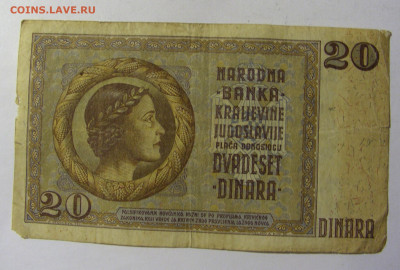 COINS.LAVE.RU
20
NARODNA
BANKA
KRALJEVINE
JUGOSLAVIJE
PLAĆA DONOSIOCU
DVADESET
DINARA
20
DINARA